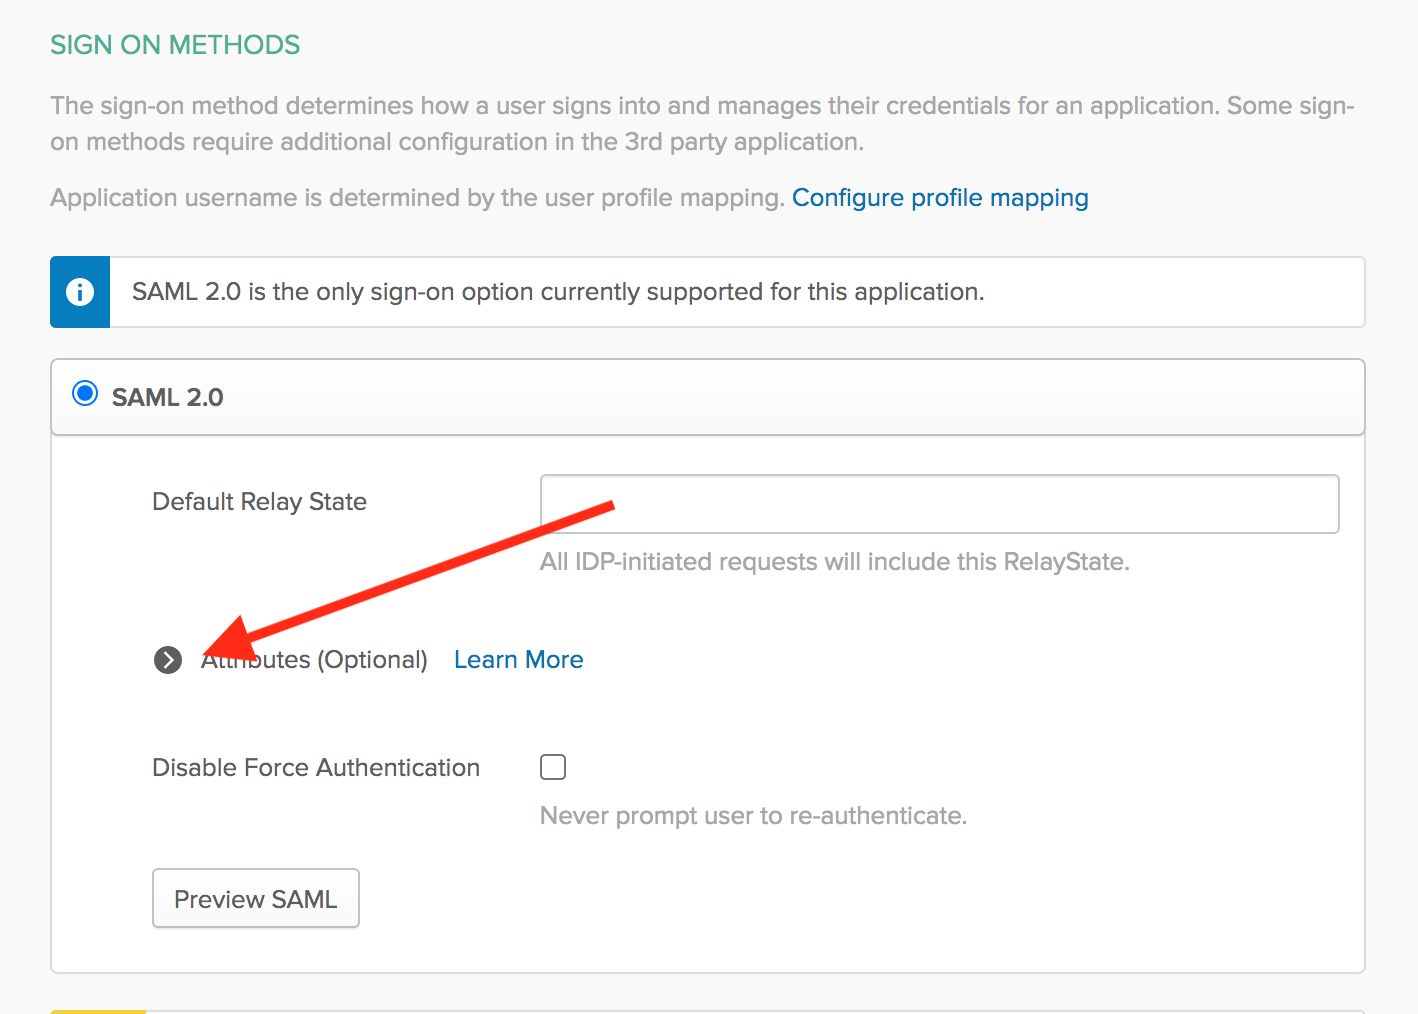 SIGN ON METHODS
The sign-on method determines how a user signs into and manages their credentials for an application. Some sign-
on methods require additional configuration in the 3rd party application.
Application username is determined by the user profile mapping. Configure profile mapping
SAML 2.0 is the only sign-on option currently supported for this application.
SAML 2.0
Default Relay State
All IDP-initiated requests will include this RelayState.
Attributes (Optional) Learn More
Disable Force Authentication
Never prompt user to re-authenticate.
Preview SAML